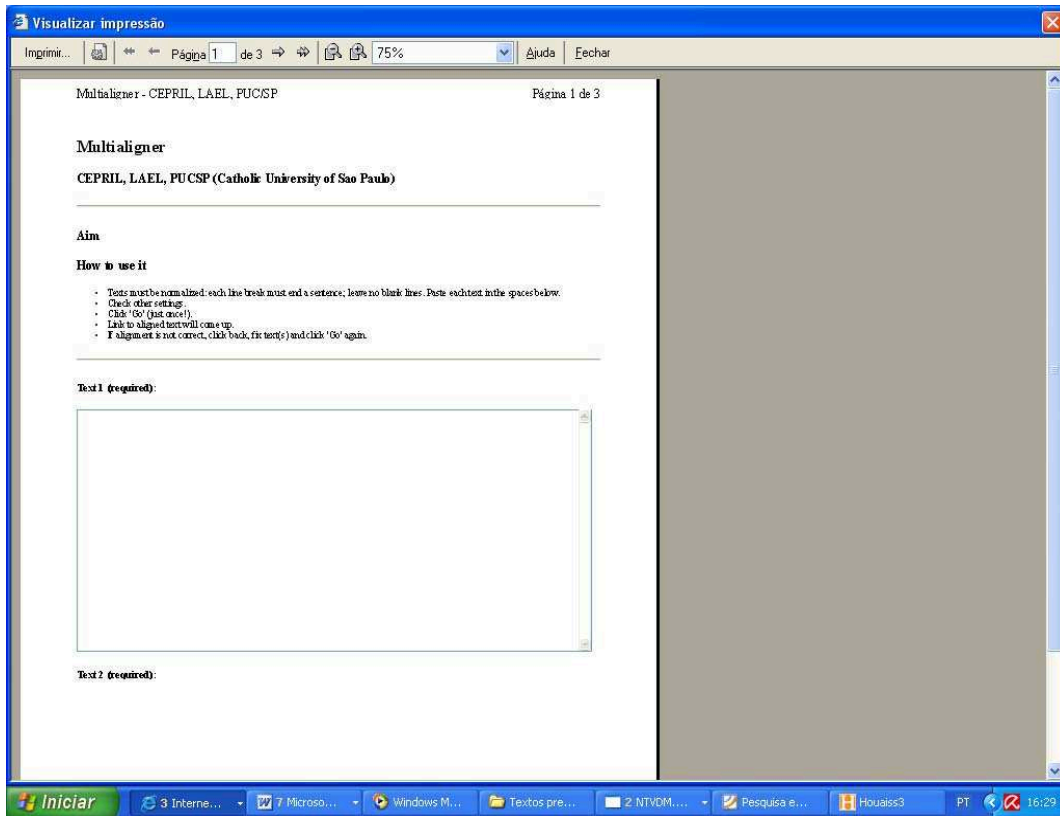 Visualizar impressão
Imprimir... Página 1 de 3 75% Ajuda Fechar
Multialigner - CEPRIL, LAEL, PUC/SP Página 1 de 3
Multialigner
CEPRIL, LAEL, PUCSP (Catholic University of Sao Paulo)
Aim
How to use it
• Texts must be normalized: each line break must end a sentence; leave no blank lines. Paste each text in the spaces below.
• Check other settings.
• Click 'Go' (just once!).
• Link to aligned text will come up.
• If alignment is not correct, click back, fix text(s) and click 'Go' again.
Text 1 (required):
Text 2 (required):
Iniciar 3 Interne... 7 Microso... Windows M... Textos pre... 2 NTVDM.... Pesquisa e... Houaiss3 PT 16:29